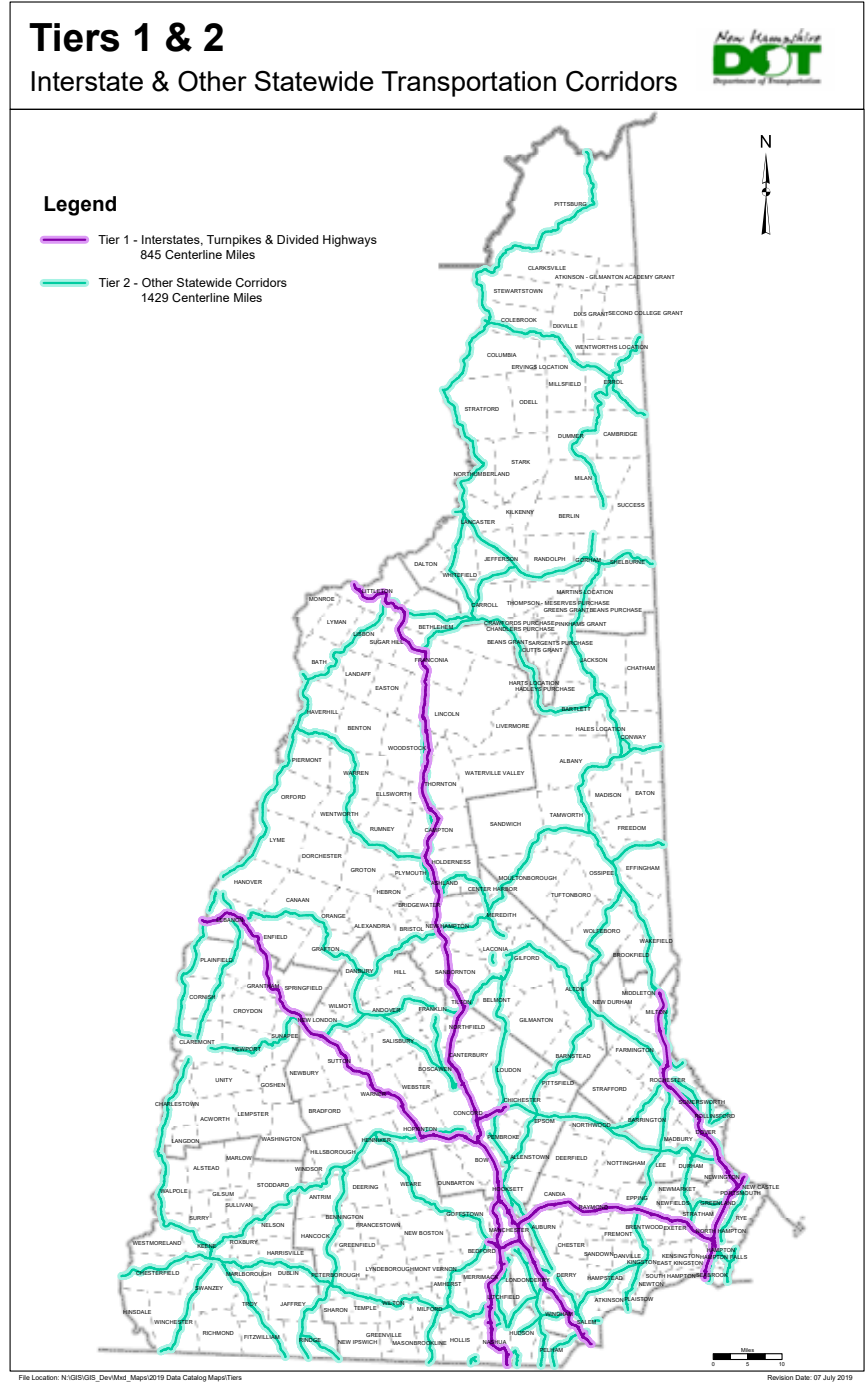 Tiers 1 & 2
Interstate & Other Statewide Transportation Corridors
New Hampshire
DOT
Department of Transportation
N
Legend
Tier 1 - Interstates, Turnpikes & Divided Highways
845 Centerline Miles
Tier 2 - Other Statewide Corridors
1429 Centerline Miles
PITTSBURG
CLARKSVILLE
ATKINSON - GILMANTON ACADEMY GRANT
STEWARTSTOWN
DIXS GRANT
SECOND COLLEGE GRANT
COLEBROOK
DIXVILLE
WENTWORTHS LOCATION
COLUMBIA
ERVINGS LOCATION
MILLSFIELD
ERROL
ODELL
STRATFORD
DUMMER
CAMBRIDGE
STARK
NORTHUMBERLAND
MILAN
SUCCESS
KILKENNY
BERLIN
LANCASTER
JEFFERSON
RANDOLPH
GORHAM
SHELBURNE
DALTON
WHITEFIELD
LITTLETON
MONROE
CARROLL
MARTINS LOCATION
THOMPSON - MESERVES PURCHASE
GREENS GRANT
BEANS PURCHASE
LYMAN
LISBON
BETHLEHEM
CRAWFORDS PURCHASE
CHANDLERS PURCHASE
PINKHAMS GRANT
SUGAR HILL
BEANS GRANT
SARGENTS PURCHASE
CUTTS GRANT
BATH
FRANCONIA
JACKSON
CHATHAM
LANDAFF
EASTON
HARTS LOCATION
HADLEYS PURCHASE
HAVERHILL
LINCOLN
BARTLETT
BENTON
LIVERMORE
HALES LOCATION
CONWAY
WOODSTOCK
PIERMONT
WARREN
WATERVILLE VALLEY
ALBANY
THORNTON
ORFORD
ELLSWORTH
MADISON
EATON
WENTWORTH
RUMNEY
CAMPTON
SANDWICH
TAMWORTH
FREEDOM
LYME
DORCHESTER
HOLDERNESS
GROTON
PLYMOUTH
OSSIPEE
EFFINGHAM
HANOVER
ASHLAND
MOULTONBOROUGH
CENTER HARBOR
HEBRON
TUFTONBORO
CANAAN
BRIDGEWATER
ORANGE
MEREDITH
LEBANON
ALEXANDRIA
BRISTOL
NEW HAMPTON
WOLFEBORO
ENFIELD
WAKEFIELD
GRAFTON
LACONIA
GILFORD
BROOKFIELD
PLAINFIELD
DANBURY
HILL
SANBORNTON
GRANTHAM
SPRINGFIELD
ALTON
MIDDLETON
CORNISH
WILMOT
ANDOVER
FRANKLIN
TILTON
BELMONT
NEW DURHAM
MILTON
CROYDON
NEW LONDON
NORTHFIELD
GILMANTON
CLAREMONT
NEWPORT
SUNAPEE
SALISBURY
FARMINGTON
SUTTON
CANTERBURY
BARNSTEAD
NEWBURY
BOSCAWEN
LOUDON
UNITY
GOSHEN
WEBSTER
PITTSFIELD
STRAFFORD
ROCHESTER
WARNER
CHARLESTOWN
BRADFORD
CHICHESTER
SOMERSWORTH
ACWORTH
LEMPSTER
CONCORD
EPSOM
NORTHWOOD
BARRINGTON
ROLLINSFORD
HOPKINTON
DOVER
LANGDON
WASHINGTON
HENNIKER
PEMBROKE
MADBURY
HILLSBOROUGH
MARLOW
BOW
ALLENSTOWN
DEERFIELD
NOTTINGHAM
LEE
DURHAM
ALSTEAD
WINDSOR
NEWINGTON
STODDARD
DEERING
WEARE
DUNBARTON
HOOKSETT
NEWMARKET
NEW CASTLE
PORTSMOUTH
WALPOLE
GILSUM
SULLIVAN
ANTRIM
CANDIA
EPPING
NEWFIELDS
GREENLAND
RAYMOND
SURRY
NELSON
BENNINGTON
FRANCESTOWN
GOFFSTOWN
STRATHAM
RYE
MANCHESTER
AUBURN
BRENTWOOD
EXETER
NORTH HAMPTON
WESTMORELAND
ROXBURY
KEENE
HANCOCK
GREENFIELD
NEW BOSTON
FREMONT
CHESTER
BEDFORD
HAMPTON
HARRISVILLE
SANDOWN
DANVILLE
KINGSTON
KENSINGTON
EAST KINGSTON
HAMPTON FALLS
CHESTERFIELD
MARLBOROUGH
DUBLIN
PETERBOROUGH
LYNDEBOROUGH
MONT VERNON
MERRIMACK
LONDONDERRY
DERRY
HAMPSTEAD
SOUTH HAMPTON
SEABROOK
SWANZEY
AMHERST
NEWTON
TROY
JAFFREY
SHARON
TEMPLE
WILTON
MILFORD
LITCHFIELD
ATKINSON
PLAISTOW
HINSDALE
WINDHAM
WINCHESTER
SALEM
RICHMOND
FITZWILLIAM
RINDGE
NEW IPSWICH
GREENVILLE
MASON
BROOKLINE
HOLLIS
NASHUA
HUDSON
PELHAM
Miles
0 5 10
File Location: N:\GIS\GIS_Dev\Mxd_Maps\2019 Data Catalog Maps\Tiers
Revision Date: 07 July 2019